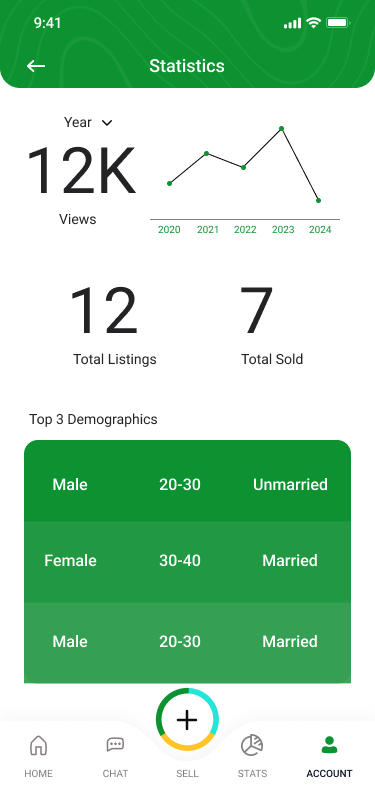 9:41
Statistics
Year
12K
Views
2020 2021 2022 2023 2024
12 7
Total Listings Total Sold
Top 3 Demographics
Male 20-30 Unmarried
Female 30-40 Married
Male 20-30 Married
HOME CHAT SELL STATS ACCOUNT